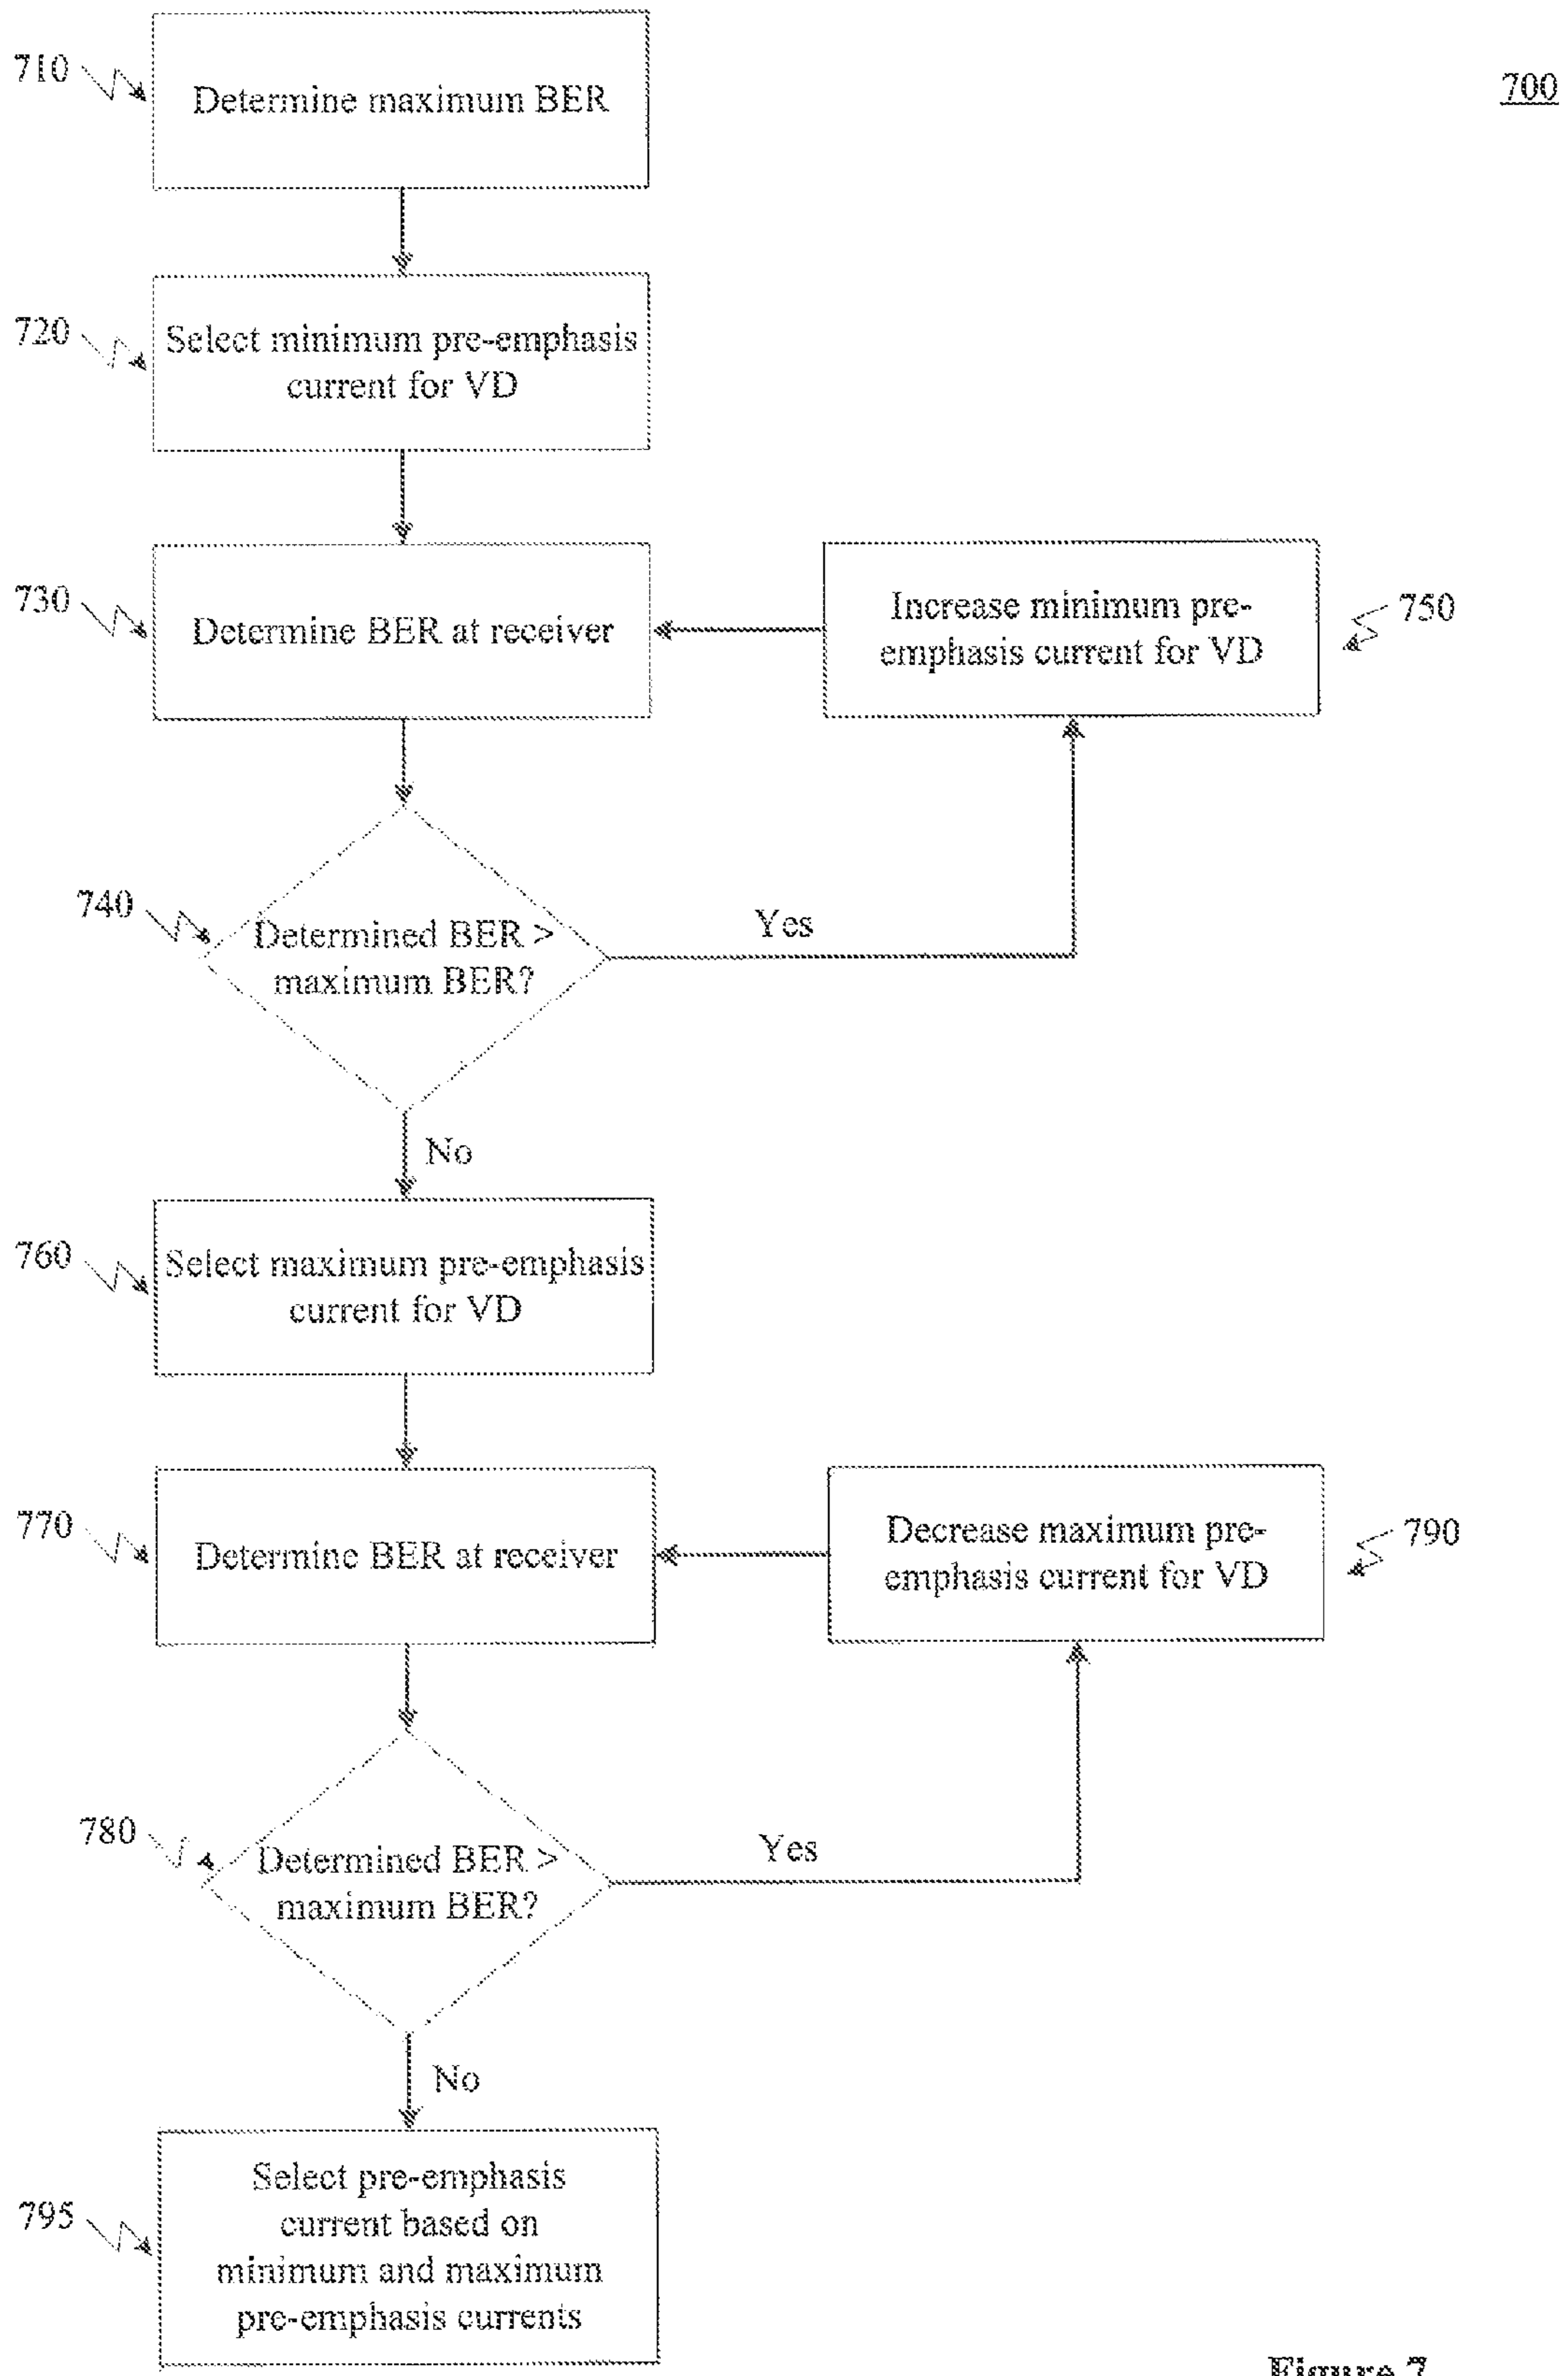 700
710
Determine maximum BER
720
Select minimum pre-emphasis
current for VD
730
Determine BER at receiver
Increase minimum pre-
emphasis current for VD
750
740
Determined BER >
maximum BER?
Yes
No
760
Select maximum pre-emphasis
current for VD
770
Determine BER at receiver
Decrease maximum pre-
emphasis current for VD
790
780
Determined BER >
maximum BER?
Yes
No
795
Select pre-emphasis
current based on
minimum and maximum
pre-emphasis currents
Figure 7